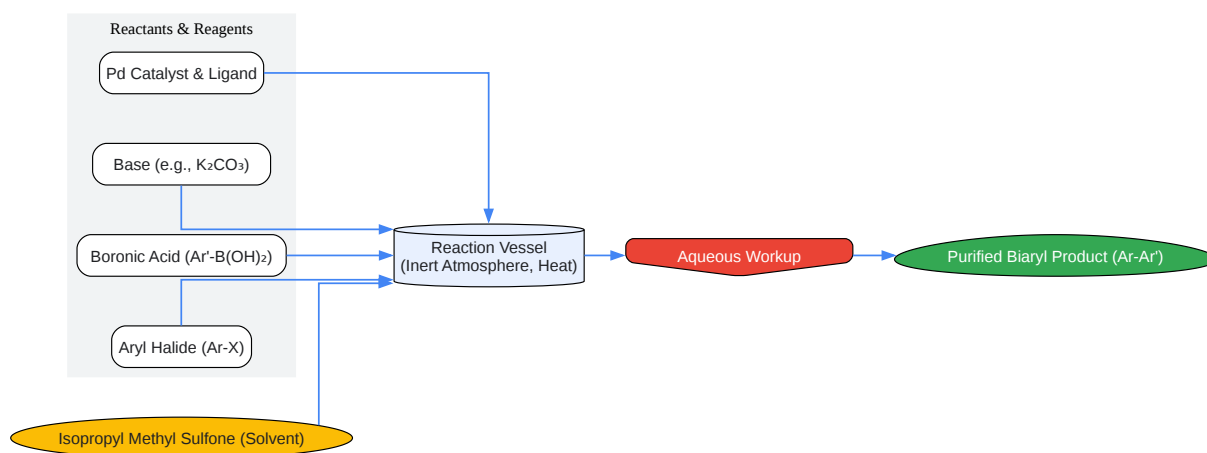 Reactants & Reagents
Pd Catalyst & Ligand
Base (e.g., K₂CO₃)
Boronic Acid (Ar'-B(OH)₂)
Aryl Halide (Ar-X)
Isopropyl Methyl Sulfone (Solvent)
Reaction Vessel
(Inert Atmosphere, Heat)
Aqueous Workup
Purified Biaryl Product (Ar-Ar')